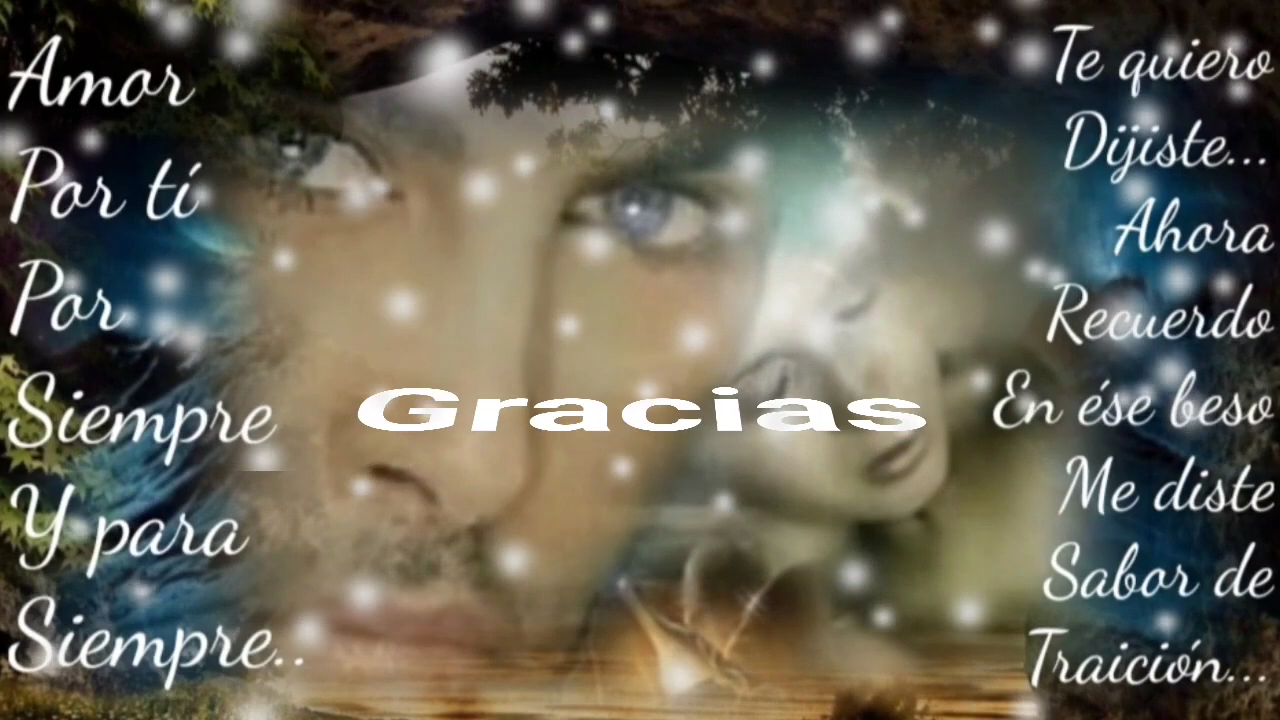 Amor
Por tí
Por
Siempre
Y para
Siempre..
Gracias
Te quiero
Dijiste...
Ahora
Recuerdo
En ése beso
Me diste
Sabor de
Traición...